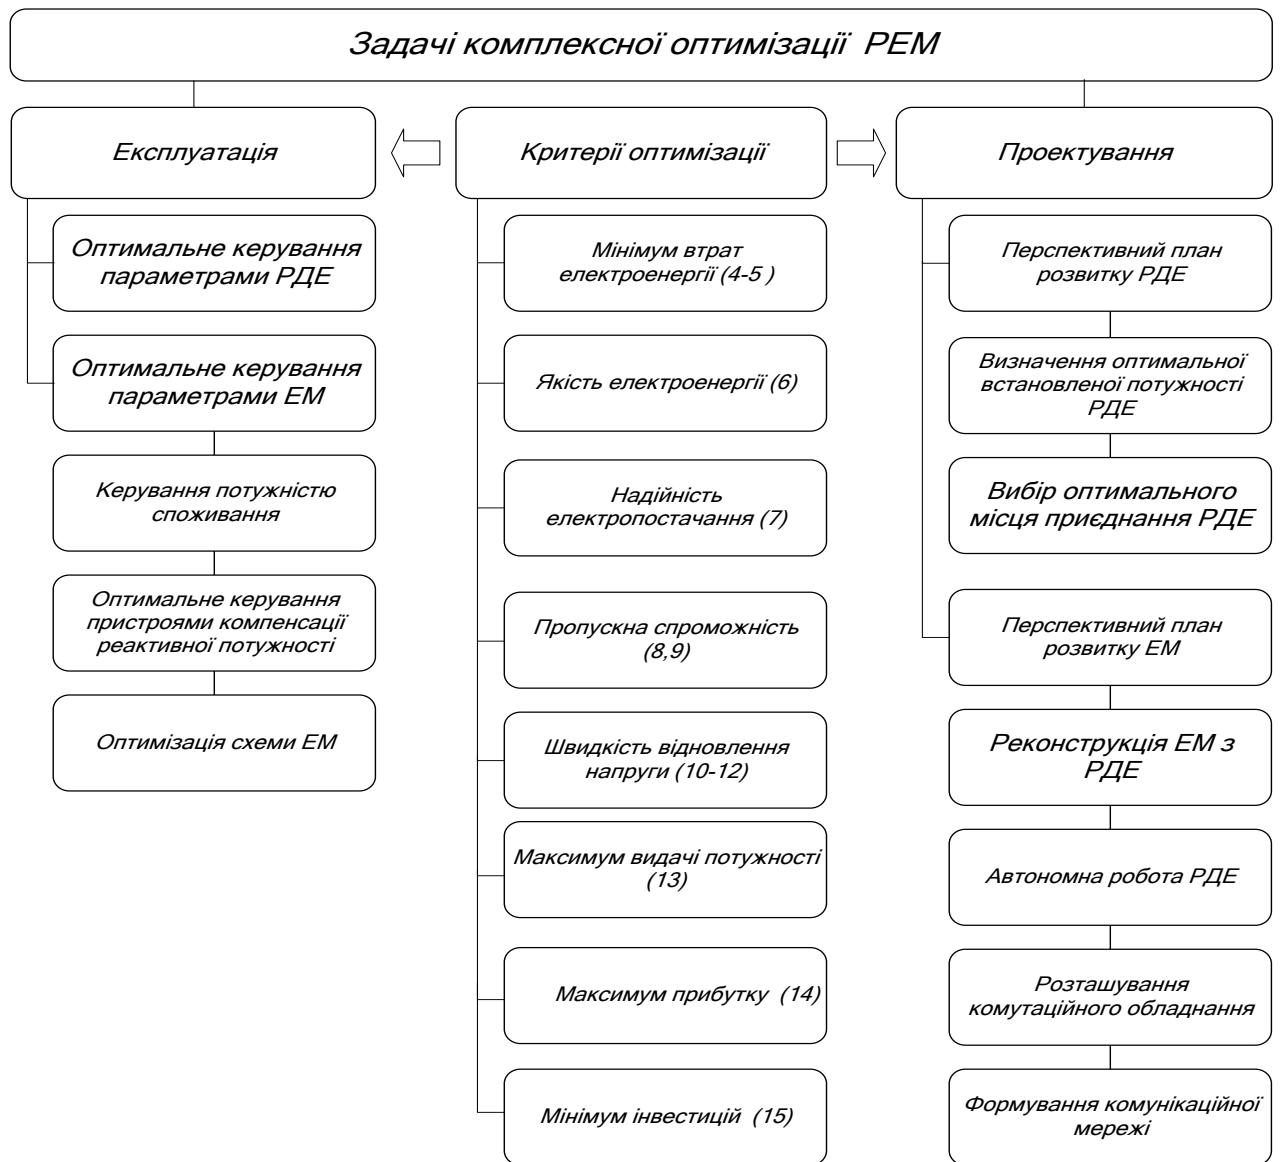 Задачі комплексної оптимізації РЕМ
Експлуатація
Оптимальне керування
параметрами РДЕ
Оптимальне керування
параметрами ЕМ
Керування потужністю
споживання
Оптимальне керування
пристроями компенсації
реактивної потужності
Оптимізація схеми ЕМ
Критерії оптимізації
Мінімум втрат
електроенергії (4-5 )
Якість електроенергії (6)
Надійність
електропостачання (7)
Пропускна спроможність
(8,9)
Швидкість відновлення
напруги (10-12)
Максимум видачі потужності
(13)
Максимум прибутку (14)
Мінімум інвестицій (15)
Проектування
Перспективний план
розвитку РДЕ
Визначення оптимальної
встановленої потужності
РДЕ
Вибір оптимального
місця приєднання РДЕ
Перспективний план
розвитку ЕМ
Реконструкція ЕМ з
РДЕ
Автономна робота РДЕ
Розташування
комутаційного обладнання
Формування комунікаційної
мережі